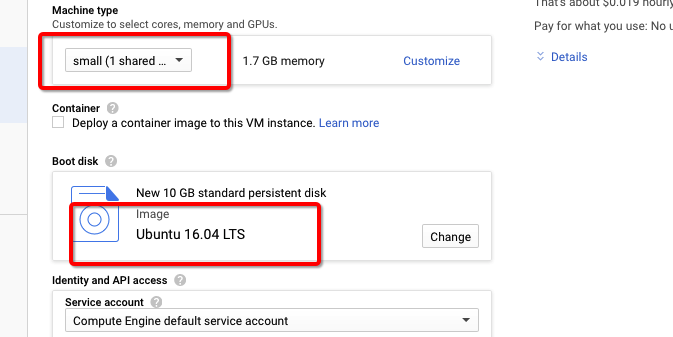 Machine type
Customize to select cores, memory and GPUs.
small (1 shared ... 1.7 GB memory Customize
Container
Deploy a container image to this VM instance. Learn more
Boot disk
New 10 GB standard persistent disk
Image
Ubuntu 16.04 LTS
Change
Identity and API access
Service account
Compute Engine default service account
That's about $0.019 hourly
Pay for what you use: No u
Details